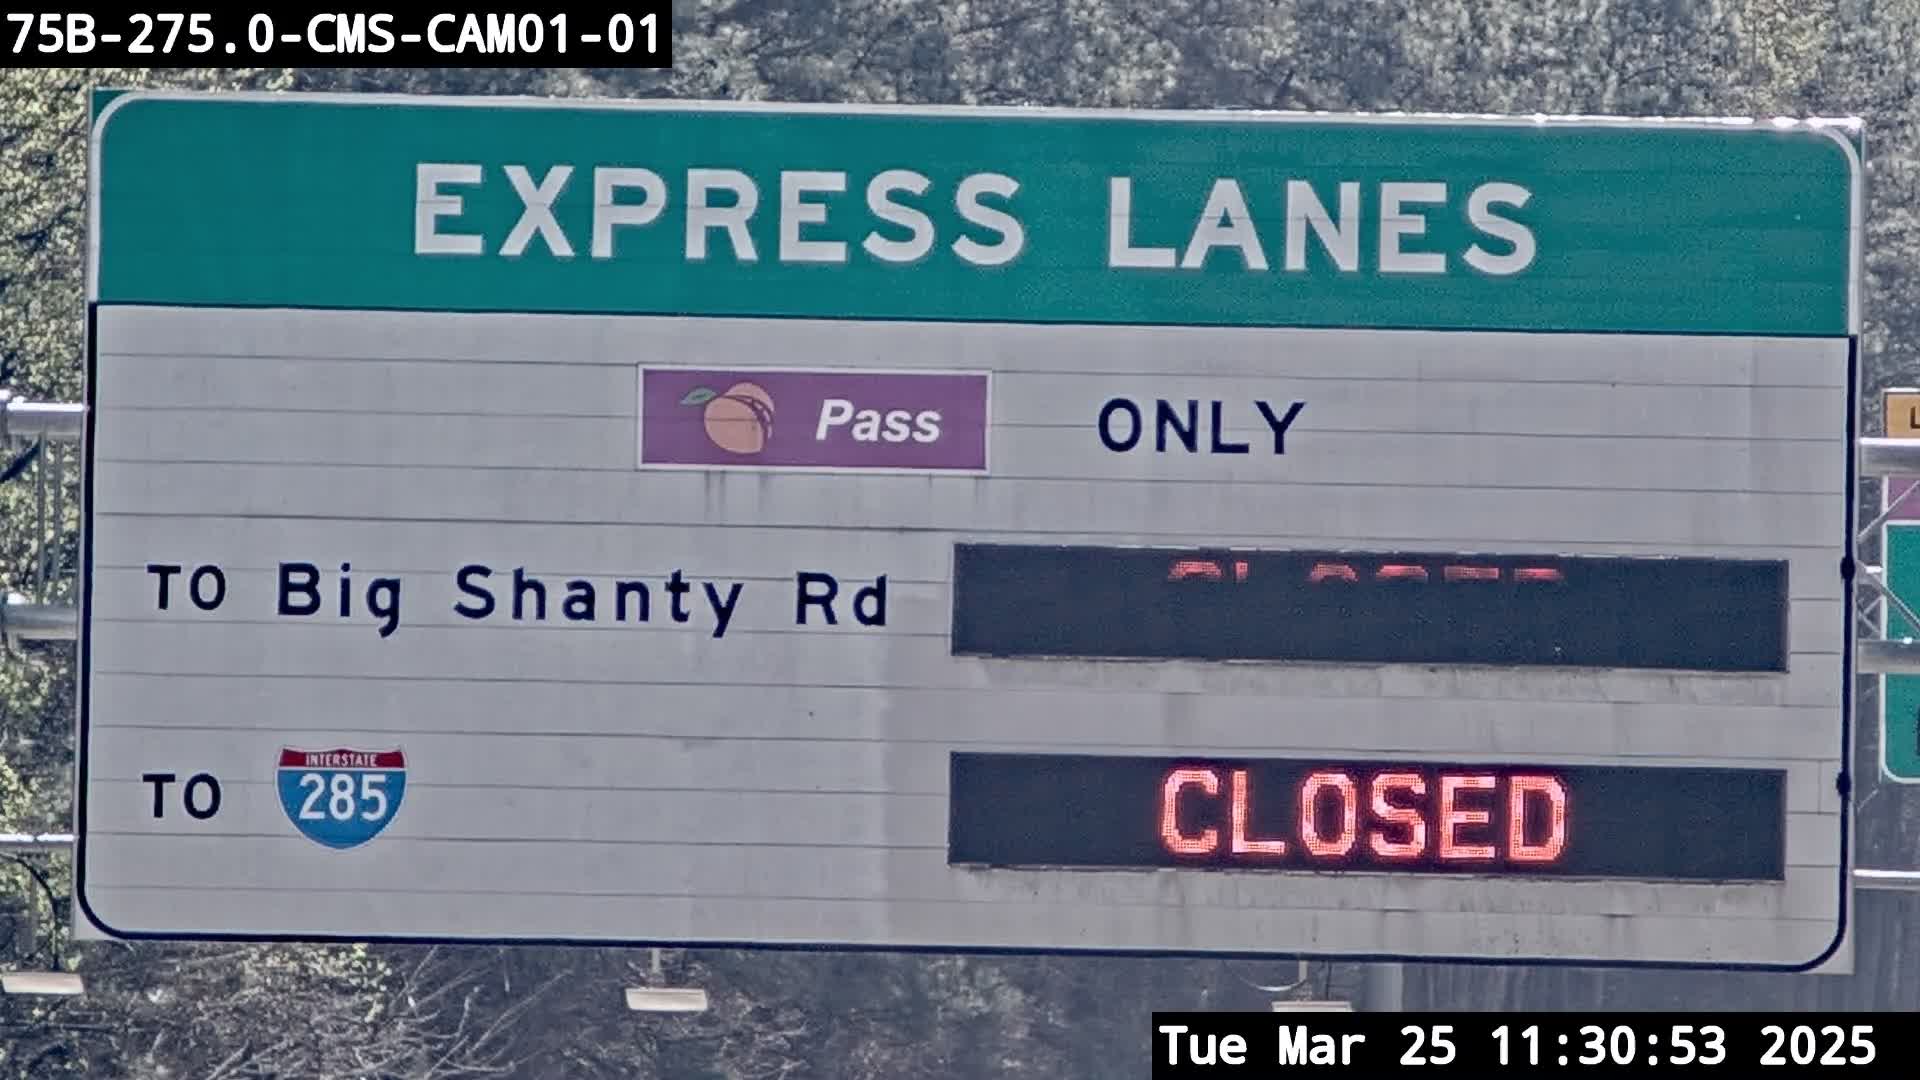 75B-275.0-CMS-CAM01-01
EXPRESS LANES
Pass ONLY
TO Big Shanty Rd
TO INTERSTATE 285 CLOSED
Tue Mar 25 11:30:53 2025